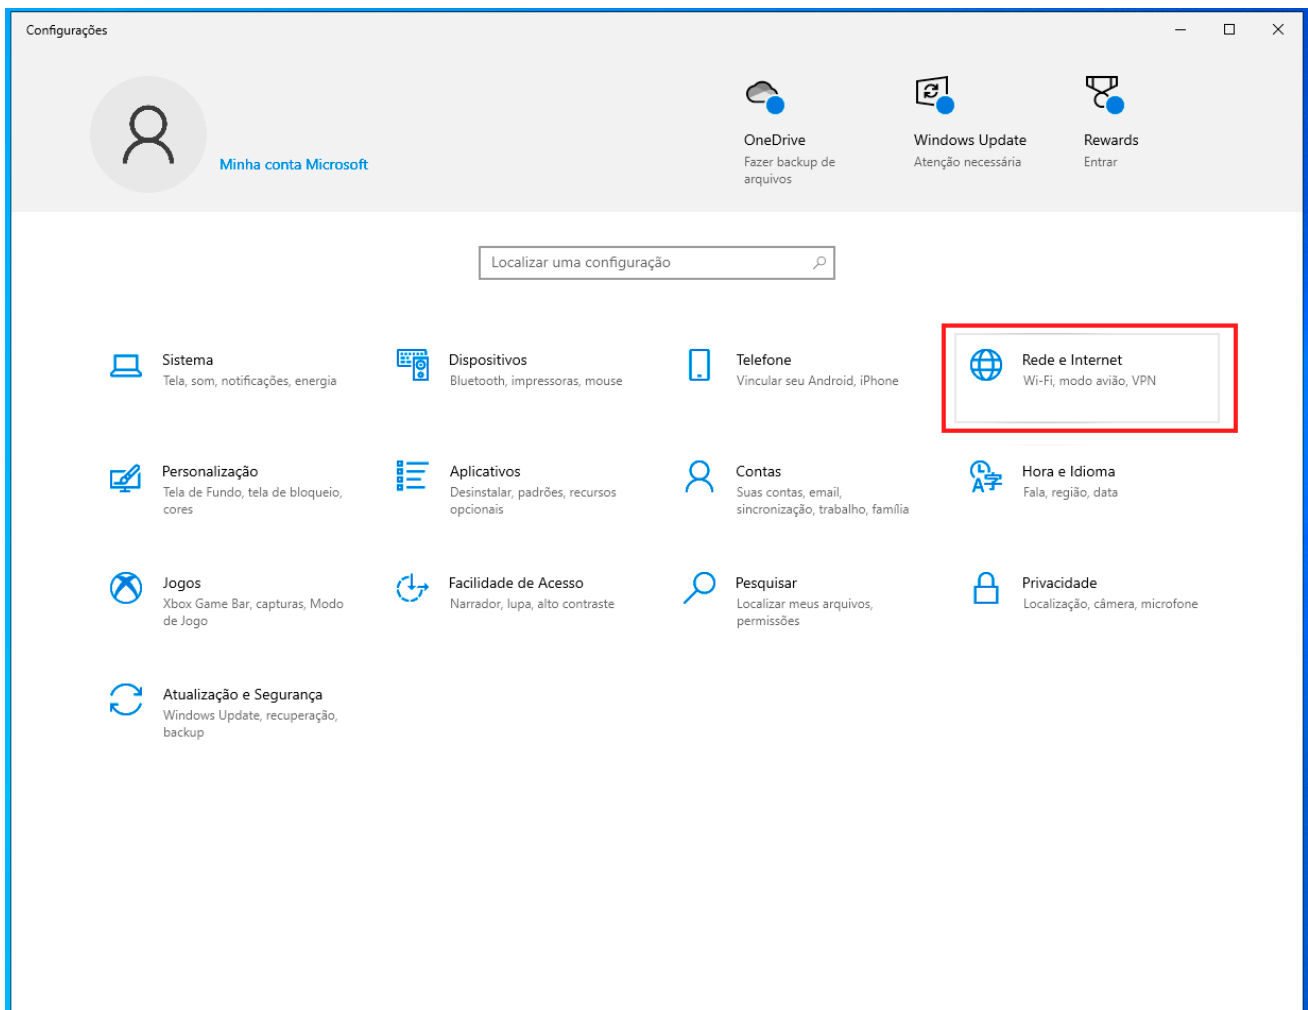 Configurações
Minha conta Microsoft
OneDrive
Fazer backup de
arquivos
Windows Update
Atenção necessária
Rewards
Entrar
Localizar uma configuração
Sistema
Tela, som, notificações, energia
Dispositivos
Bluetooth, impressoras, mouse
Telefone
Vincular seu Android, iPhone
Rede e Internet
Wi-Fi, modo avião, VPN
Personalização
Tela de Fundo, tela de bloqueio,
cores
Aplicativos
Desinstalar, padrões, recursos
opcionais
Contas
Suas contas, email,
sincronização, trabalho, família
Hora e Idioma
Fala, região, data
Jogos
Xbox Game Bar, capturas, Modo
de Jogo
Facilidade de Acesso
Narrador, lupa, alto contraste
Pesquisar
Localizar meus arquivos,
permissões
Privacidade
Localização, câmera, microfone
Atualização e Segurança
Windows Update, recuperação,
backup